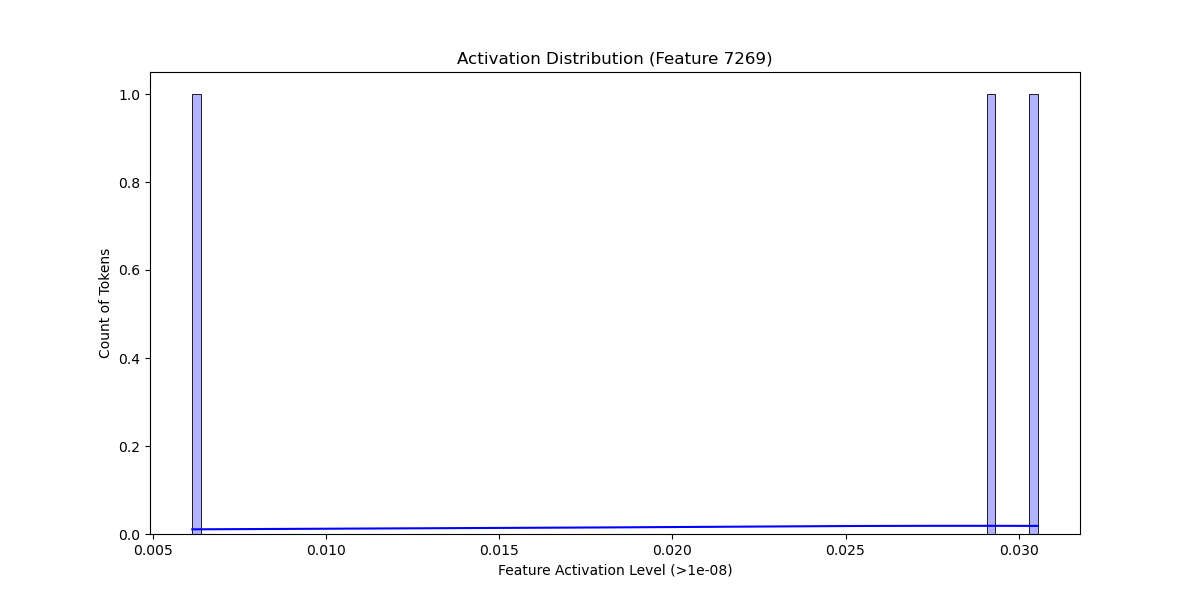 Activation Distribution (Feature 7269)
Count of Tokens
1.0
0.8
0.6
0.4
0.2
0.0
0.005 0.010 0.015 0.020 0.025 0.030
Feature Activation Level (>1e-08)